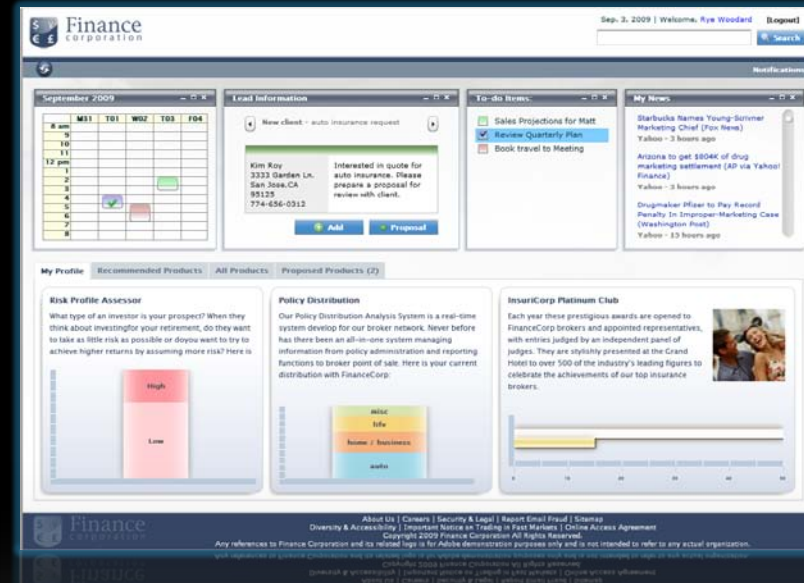 Finance
corporation
Sep. 3. 2009 | Welcome, Rye Woodard [Logout]
Search
Notifications
September 2009
M31 T01 W02 T03 F04
8 am
9
10
11
12 pm
1
2
3
4
5
6
7
8
Lead Information
New client - auto insurance request
Kim Roy
3333 Garden Ln.
San Jose,CA
95125
774-656-0312
Interested in quote for
auto insurance. Please
prepare a proposal for
review with client.
Add
Proposal
To-do Items:
Sales Projections for Matt
Review Quarterly Plan
Book travel to Meeting
My News
Starbucks Names Young-Scrivner
Marketing Chief (Fox News)
Yahoo - 3 hours ago
Arizona to get $804K of drug
marketing settlement (AP via Yahoo!
Finance)
Yahoo - 3 hours ago
Drugmaker Pfizer to Pay Record
Penalty In Improper-Marketing Case
(Washington Post)
Yahoo - 15 hours ago
My Profile Recommended Products All Products Proposed Products (2)
Risk Profile Assessor
What type of an investor is your prospect? When they
think about investingfor your retirement, do they want
to take as little risk as possible or doyou want to try to
achieve higher returns by assuming more risk? Here is
High
Low
Policy Distribution
Our Policy Distribution Analysis System is a real-time
system develop for our broker network. Never before
has there been an all-in-one system managing
information from policy administration and reporting
functions to broker point of sale. Here is your current
distribution with FinanceCorp:
misc
life
home / business
auto
InsuriCorp Platinum Club
Each year these prestigious awards are opened to
FinanceCorp brokers and appointed representatives,
with entries judged by an independent panel of
judges. They are stylishly presented at the Grand
Hotel to over 500 of the industry's leading figures to
celebrate the achievements of our top insurance
brokers.
0 10 20 30 40 50
Finance
corporation
About Us | Careers | Security & Legal | Report Email Fraud | Sitemap
Diversity & Accessibility | Important Notice on Trading in Fast Markets | Online Access Agreement
Copyright 2009 Finance Corporation All Rights Reserved.
Any references to Finance Corporation and its related logo is for Adobe demonstration purposes only and is not intended to refer to any actual organization.